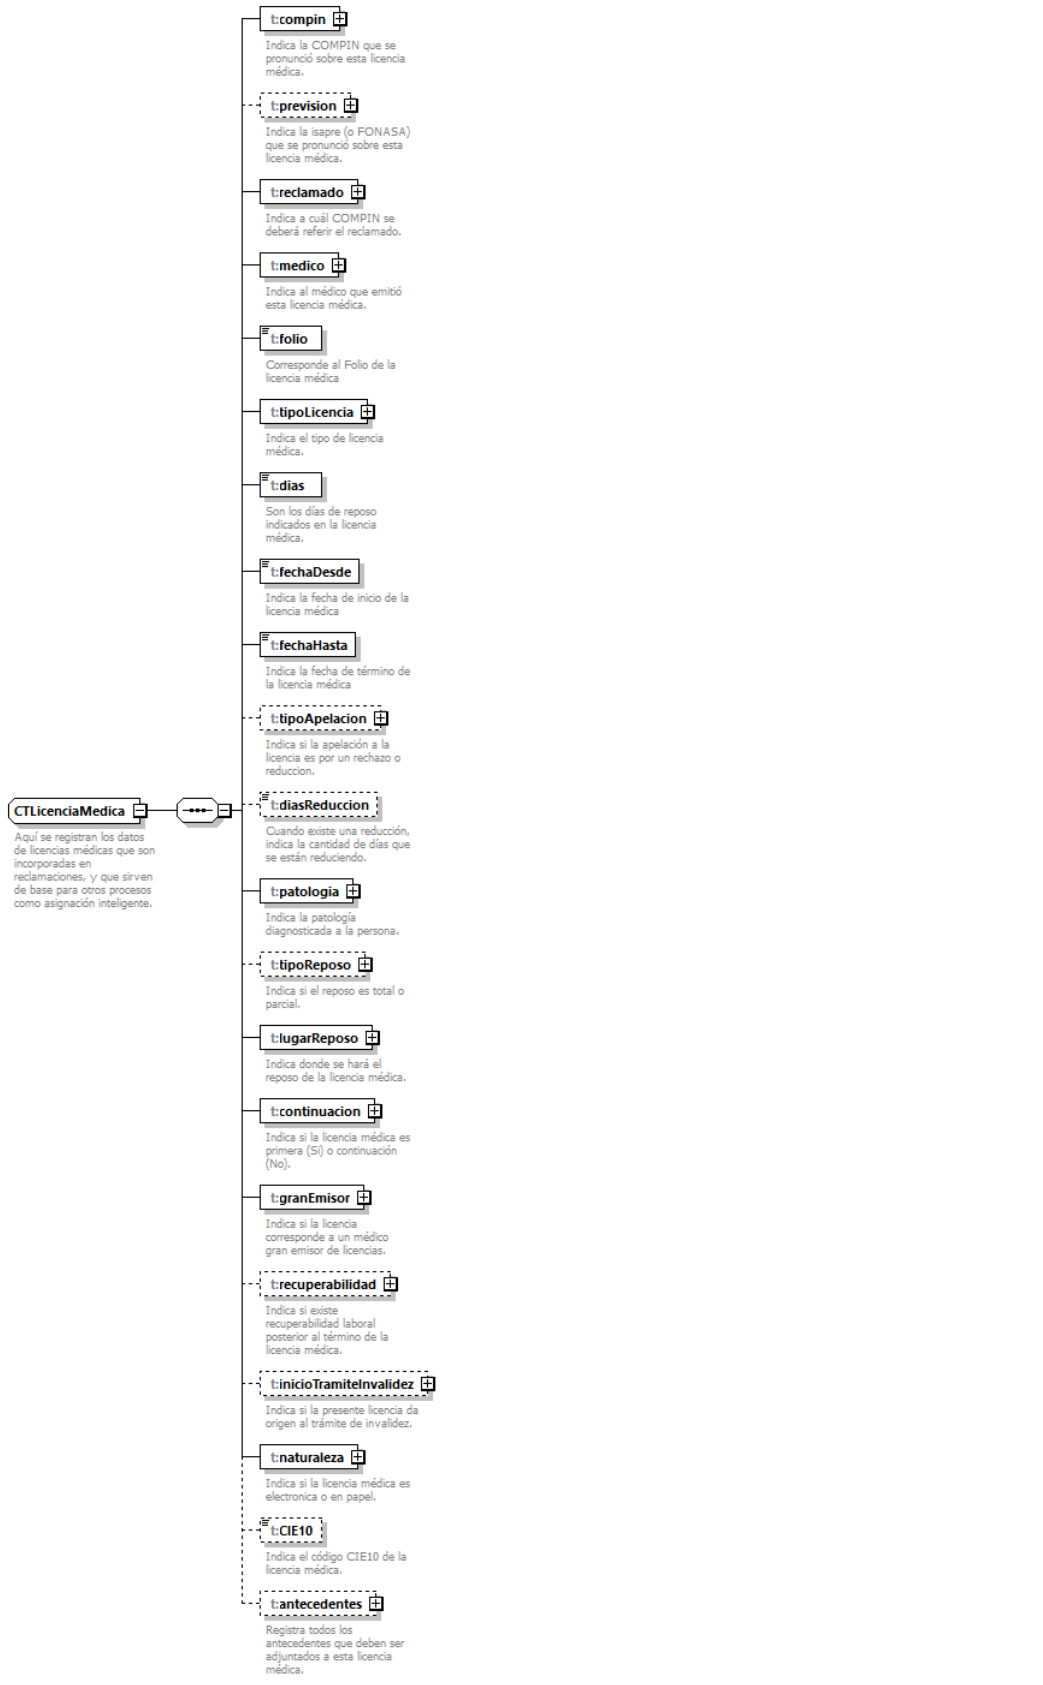 t:compin
Indica la COMPIN que se
pronunció sobre esta licencia
médica.
t:prevision
Indica la isapre (o FONASA)
que se pronunció sobre esta
licencia médica.
t:reclamado
Indica a cuál COMPIN se
deberá referir el reclamado.
t:medico
Indica al médico que emitió
esta licencia médica.
t:folio
Corresponde al Folio de la
licencia médica
t:tipoLicencia
Indica el tipo de licencia
médica.
t:dias
Son los días de reposo
indicados en la licencia
médica.
t:fechaDesde
Indica la fecha de inicio de la
licencia médica
t:fechaHasta
Indica la fecha de término de
la licencia médica
t:tipoApelacion
Indica si la apelación a la
licencia es por un rechazo o
reduccion.
CTLicenciaMedica
Aquí se registran los datos
de licencias médicas que son
incorporadas en
reclamaciones, y que sirven
de base para otros procesos
como asignación inteligente.
t:diasReduccion
Cuando existe una reducción,
indica la cantidad de días que
se están reduciendo.
t:patologia
Indica la patología
diagnosticada a la persona.
t:tipoReposo
Indica si el reposo es total o
parcial.
t:lugarReposo
Indica donde se hará el
reposo de la licencia médica.
t:continuacion
Indica si la licencia médica es
primera (Si) o continuación
(No).
t:granEmisor
Indica si la licencia
corresponde a un médico
gran emisor de licencias.
t:recuperabilidad
Indica si existe
recuperabilidad laboral
posterior al término de la
licencia médica.
t:inicioTramiteInvalidez
Indica si la presente licencia da
origen al trámite de invalidez.
t:naturaleza
Indica si la licencia médica es
electronica o en papel.
t:CIE10
Indica el código CIE10 de la
licencia médica.
t:antecedentes
Registra todos los
antecedentes que deben ser
adjuntados a esta licencia
médica.